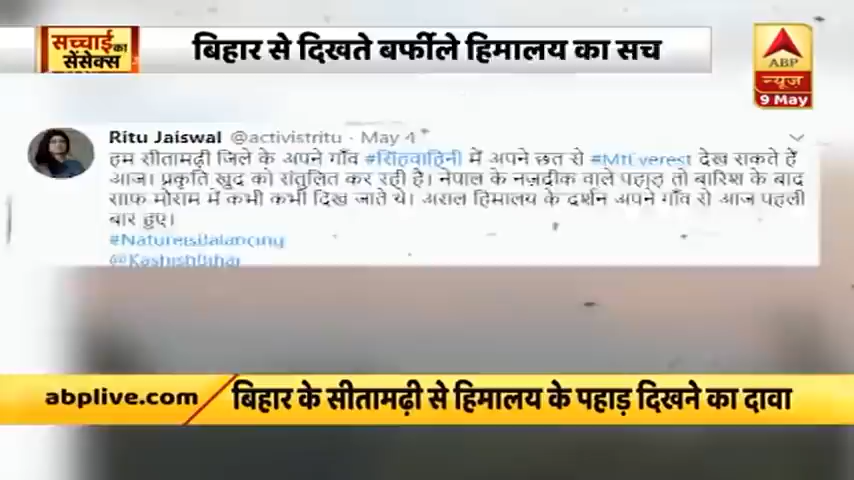 सच्चाई का
सेंसेक्स
बिहार से दिखते बर्फीले हिमालय का सच
ABP
न्यूज़
9 May
Ritu Jaiswal @activistritu · May 4
हम सीतामढ़ी जिले के अपने गाँव #सिंहवाहिनी में अपने छत से #MtEverest देख सकते हैं
आज। प्रकृति खुद को संतुलित कर रही है। नेपाल के नज़दीक वाले पहाड़ तो बारिश के बाद
साफ मौसम में कभी कभी दिख जाते थे। असल हिमालय के दर्शन अपने गाँव से आज पहली
बार हुए।
#NatureisBalancing
@KashishBihar
abplive.com
बिहार के सीतामढ़ी से हिमालय के पहाड़ दिखने का दावा